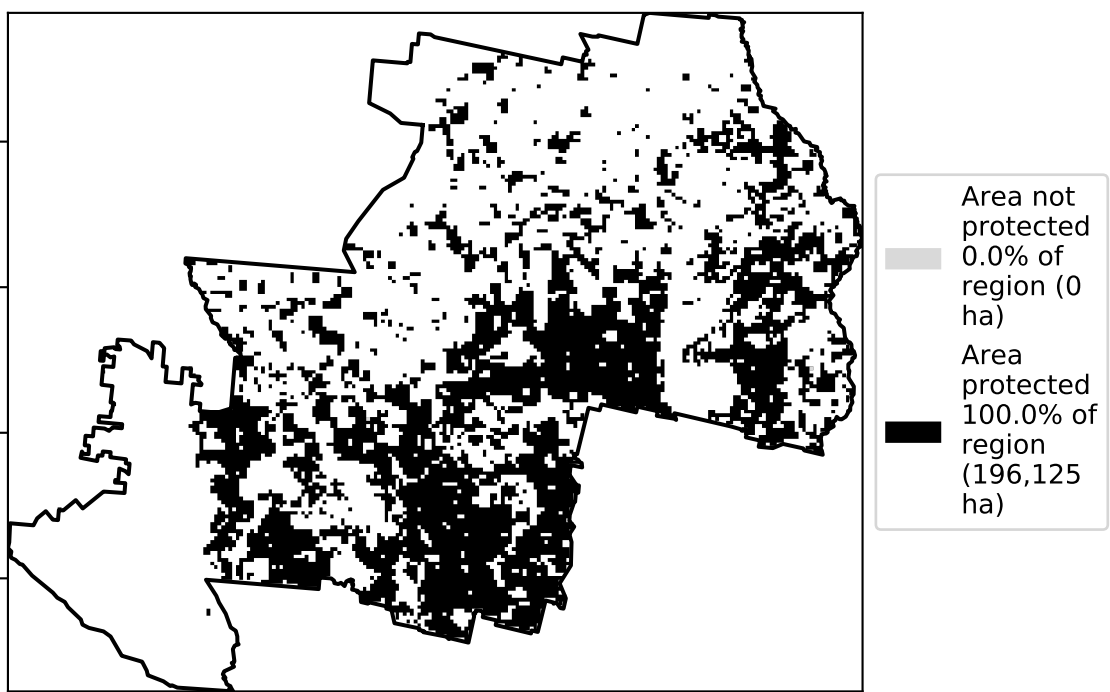 Area not
protected
0.0% of
region (0
ha)
Area
protected
100.0% of
region
(196,125
ha)